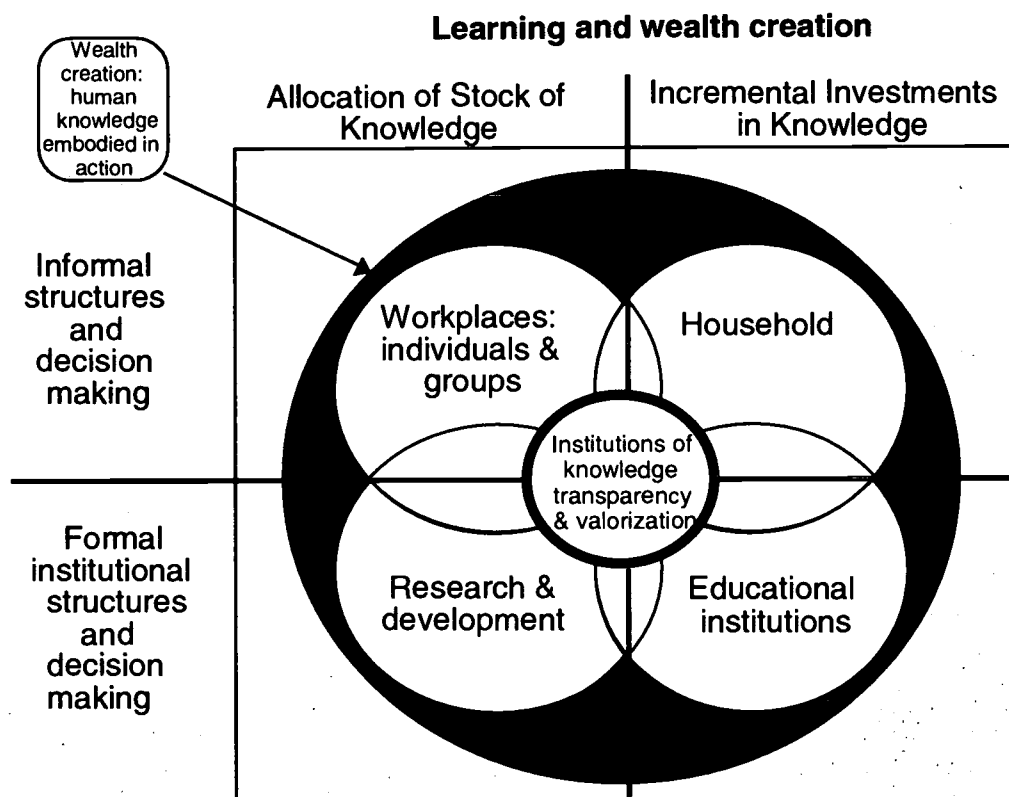 Learning and wealth creation
Wealth
creation:
human
knowledge
embodied in
action
Allocation of Stock of
Knowledge
Incremental Investments
in Knowledge
Informal
structures
and
decision
making
Workplaces:
individuals &
groups
Household
Institutions of
knowledge
transparency
& valorization
Formal
institutional
structures
and
decision
making
Research &
development
Educational
institutions